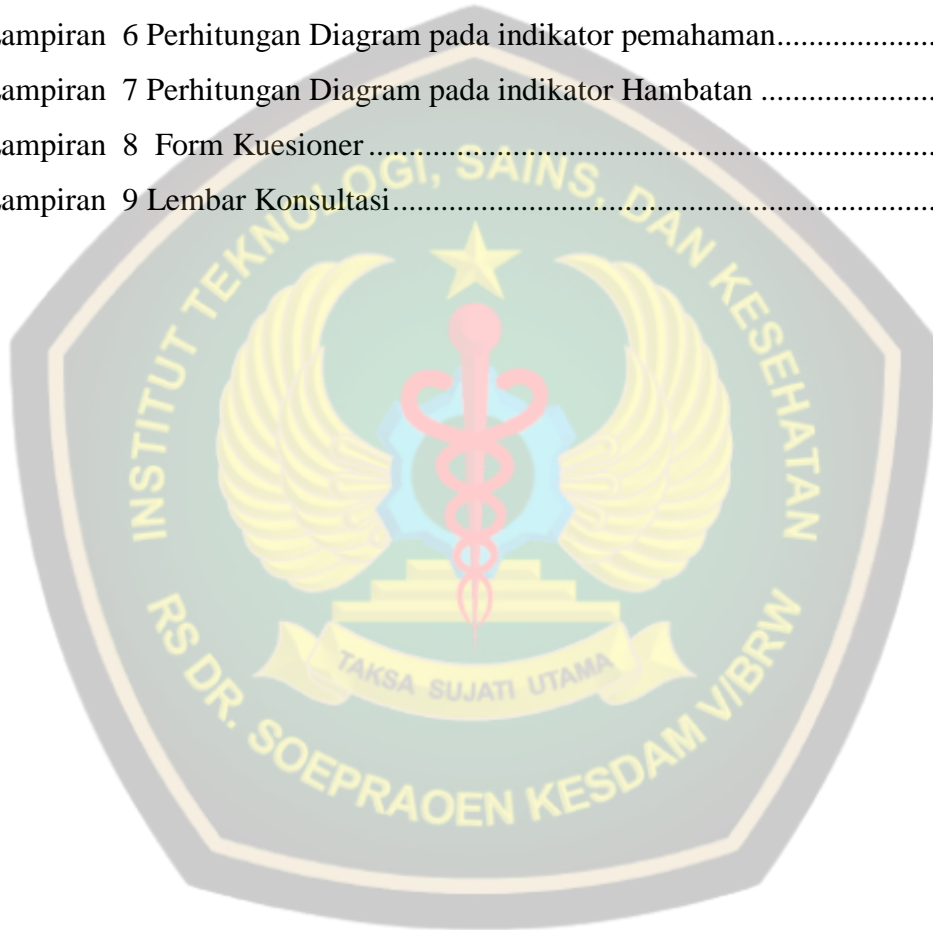 Lampiran 6 Perhitungan Diagram pada indikator pemahaman....................
Lampiran 7 Perhitungan Diagram pada indikator Hambatan ......................
Lampiran 8 Form Kuesioner.......................................................................
Lampiran 9 Lembar Konsultasi....................................................................
INSTITUT TEKNOLOGI, SAINS, DAN KESEHATAN
TAKSA SUJATI UTAMA
RS DR. SOEPRAOEN KESDAM V/BRW